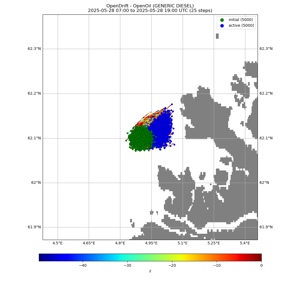 OpenDrift - OpenOil (GENERIC DIESEL)
2025-05-28 07:00 to 2025-05-28 19:00 UTC (25 steps)
initial (5000)
active (5000)
62.3°N
62.3°N
62.2°N
62.2°N
62.1°N
62.1°N
62°N
62°N
61.9°N
61.9°N
4.5°E
4.65°E
4.8°E
4.95°E
5.1°E
5.25°E
5.4°E
−40
−30
−20
−10
0
z